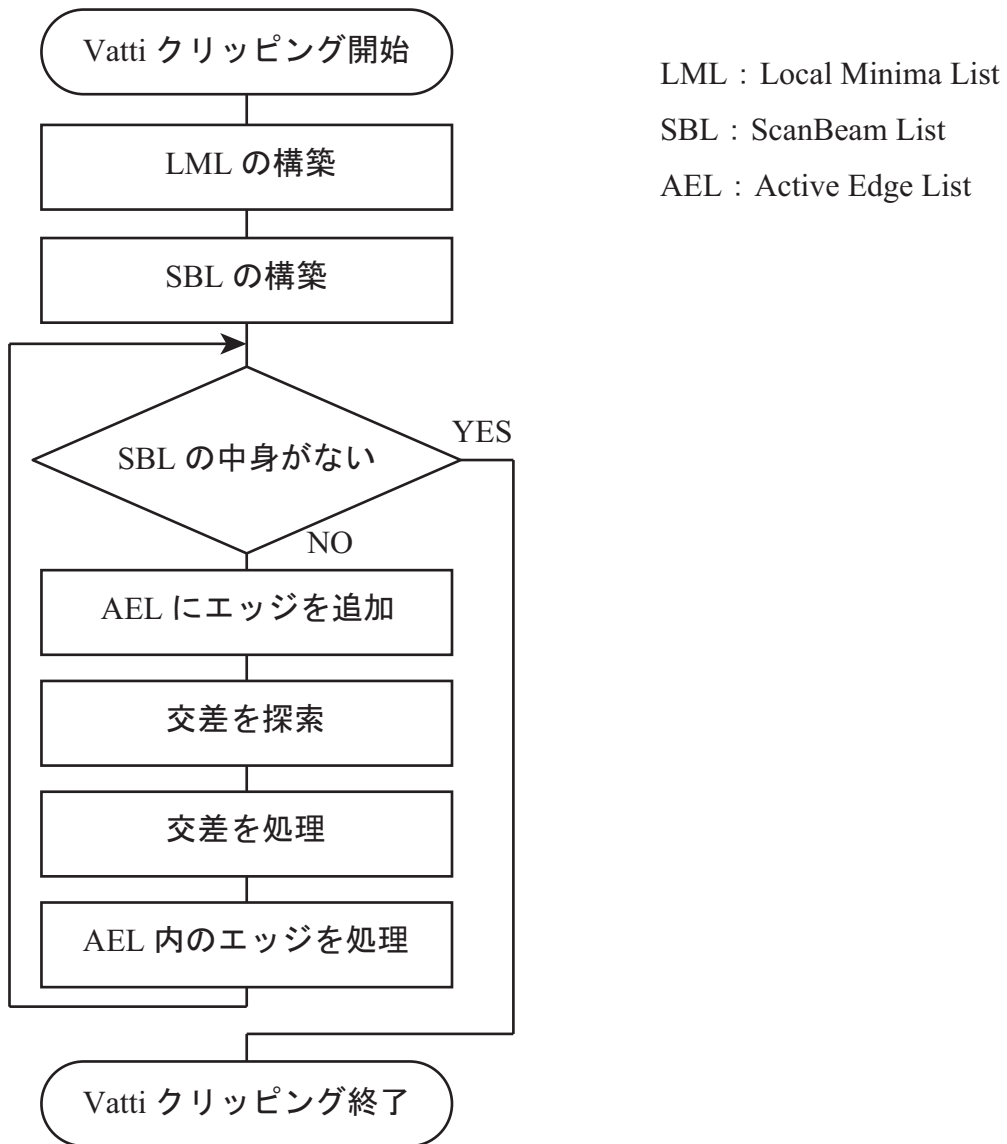 Vatti クリッピング開始
LML の構築
SBL の構築
SBL の中身がない
YES
NO
AEL にエッジを追加
交差を探索
交差を処理
AEL 内のエッジを処理
Vatti クリッピング終了
LML：Local Minima List
SBL：ScanBeam List
AEL：Active Edge List